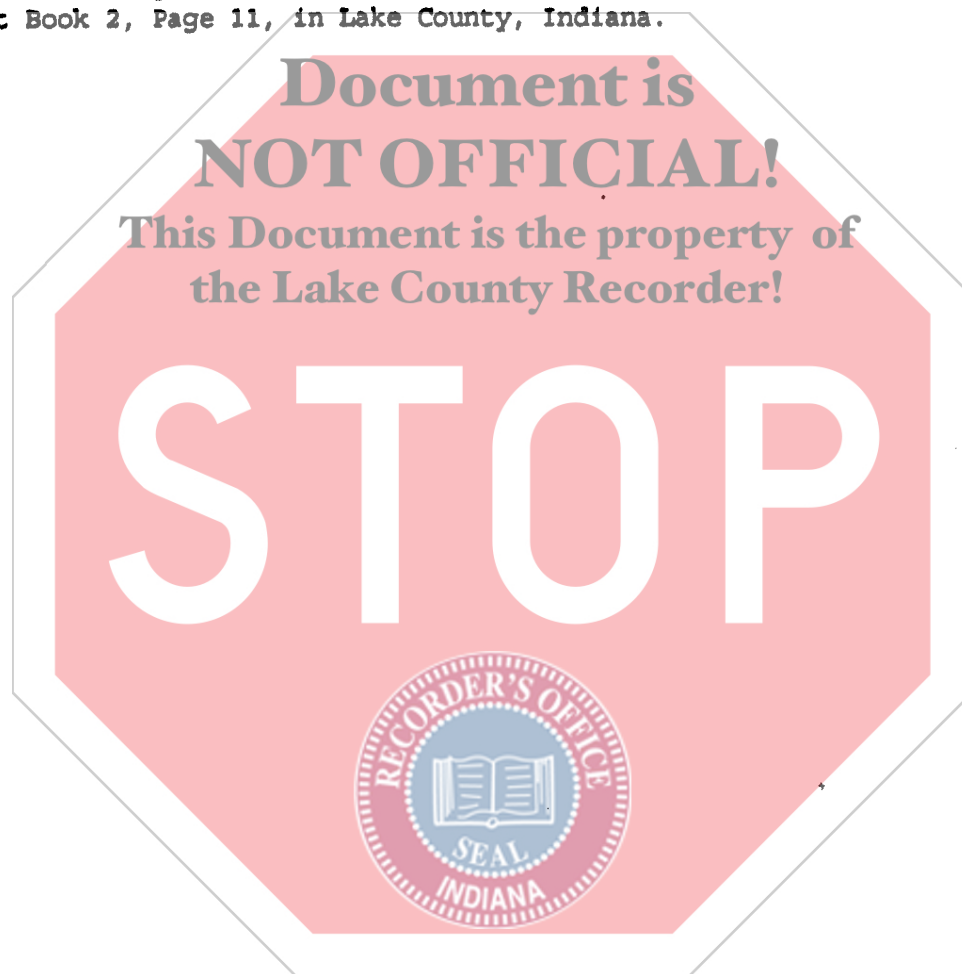 Book 2, Page 11, in Lake County, Indiana.
Document is
NOT OFFICIAL!
This Document is the property of
the Lake County Recorder!
STOP
RECORDER'S OFFICE
SEAL
INDIANA